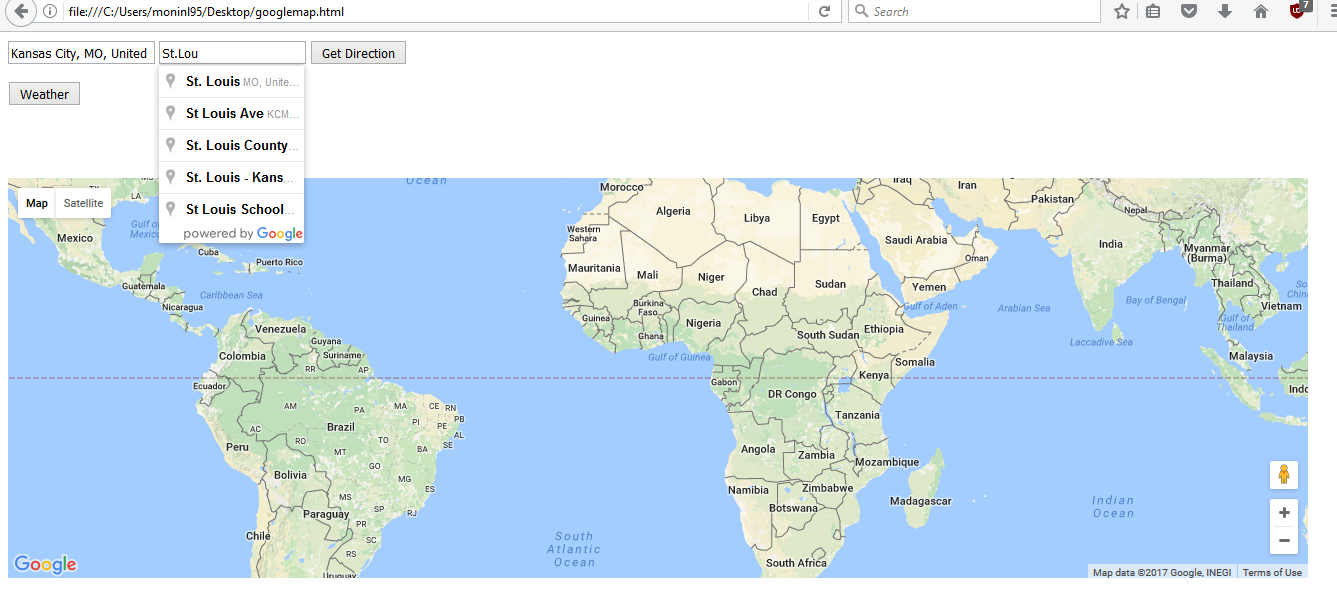 file:///C:/Users/moninl95/Desktop/googlemap.html
Search
7
Kansas City, MO, United
St.Lou
Get Direction
St. Louis MO, Unite...
Weather
St Louis Ave KCM...
St. Louis County...
St. Louis - Kans...
St Louis School...
powered by Google
Map Satellite
Ocean
Morocco
Algeria
Libya
Egypt
Iraq
Iran
Pakistan
Nepal
TX
LA
Gulf of
Mexico
Mexico
Western
Sahara
Saudi Arabia
India
Myanmar
(Burma)
Cuba
Puerto Rico
Oman
Mauritania
Mali
Niger
Chad
Sudan
Yemen
Thailand
Guatemala
Caribbean Sea
Nicaragua
Burkina
Faso
Gulf of Aden
Arabian Sea
Bay of Bengal
Vietnam
Guinea
Ghana
Nigeria
South Sudan
Ethiopia
Gulf of
Thailand
Venezuela
Guyana
Suriname
Colombia
Gulf of Guinea
Somalia
Laccadive Sea
Malaysia
RR
AP
Ecuador
Gabon
DR Congo
Kenya
Indo
AM
PA
MA
CE
RN
PB
PI
PE
AL
SE
Tanzania
AC
RO
Brazil
TO
BA
Peru
MT
GO
Angola
Zambia
Mozambique
Bolivia
MG
ES
MS
SP
RJ
Namibia
Zimbabwe
Botswana
Madagascar
Indian
Ocean
Paraguay
PR
Chile
SC
RS
South
Atlantic
Ocean
South Africa
Uruguay
Google
+
−
Map data ©2017 Google, INEGI
Terms of Use